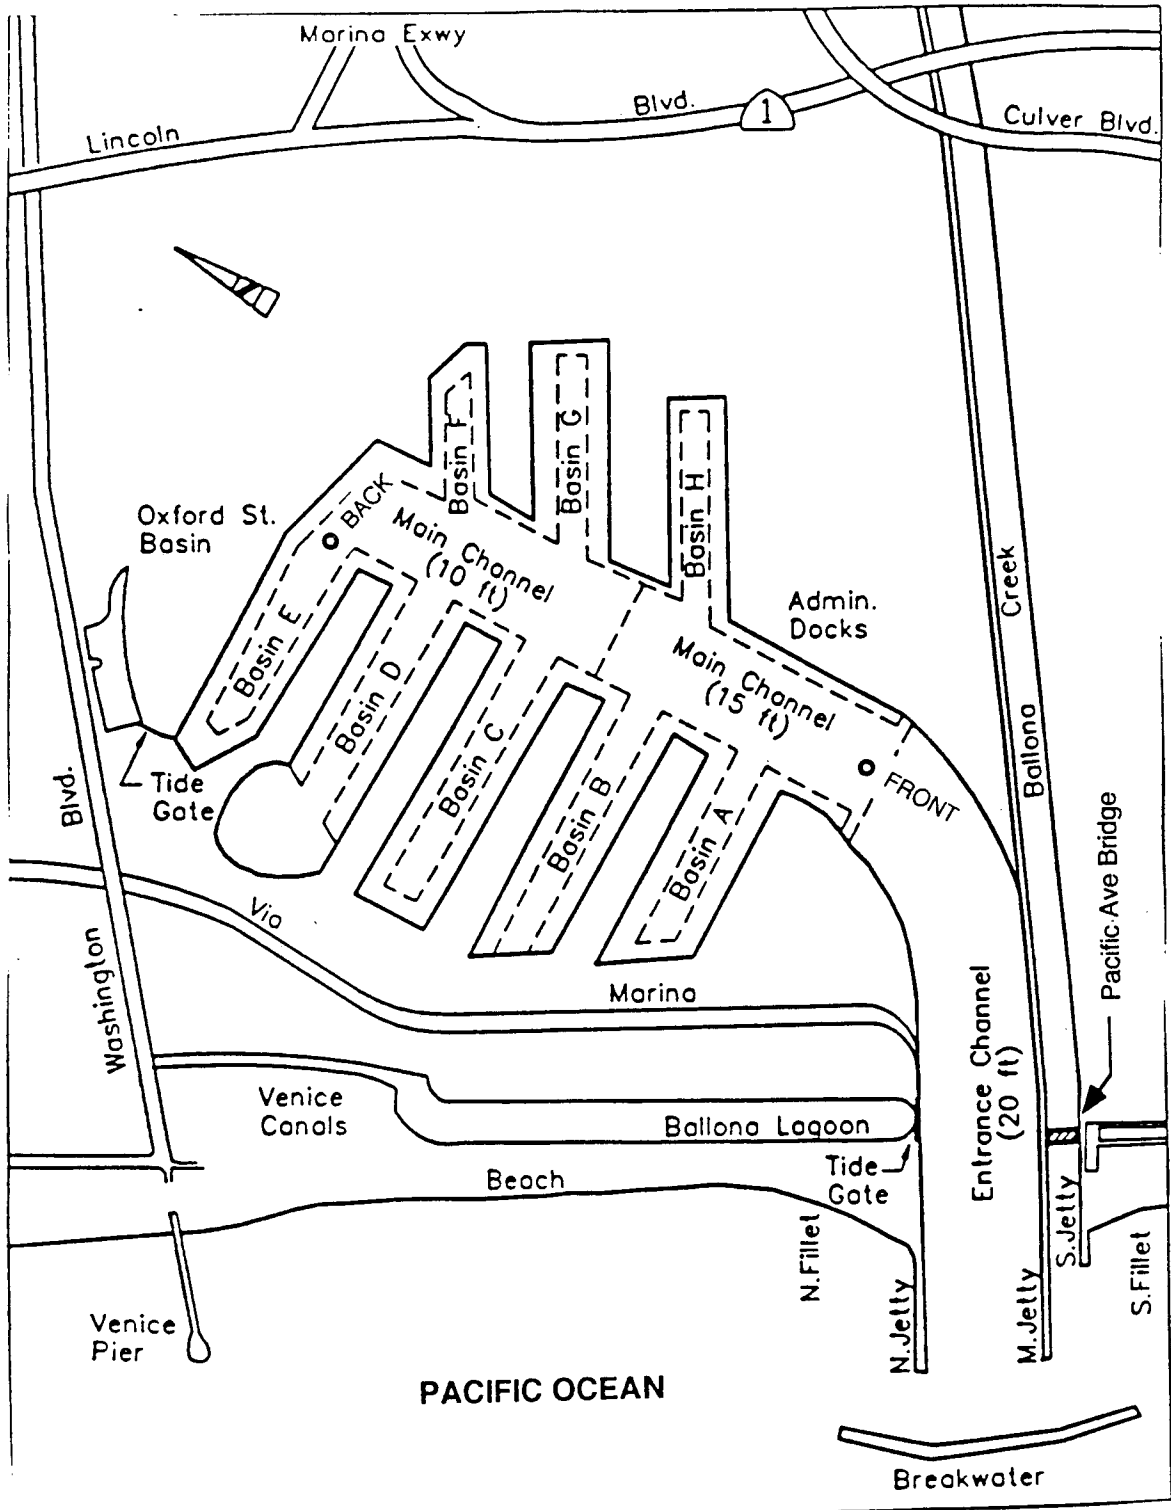 Marina Exwy
Lincoln
Blvd.
1
Culver Blvd.
Basin F
Basin G
Basin H
BACK
Main Channel
(10 ft)
Oxford St.
Basin
Creek
Admin.
Docks
Basin E
Basin D
Main Channel
(15 ft)
Basin C
Basin B
Basin A
FRONT
Ballona
Tide
Gate
Blvd.
Washington
Via
Marina
Pacific Ave Bridge
Entrance Channel
(20 ft)
Venice
Canals
Ballona Lagoon
Tide
Gate
Beach
N.Fillet
N.Jetty
M.Jetty
S.Jetty
S.Fillet
Venice
Pier
PACIFIC OCEAN
Breakwater